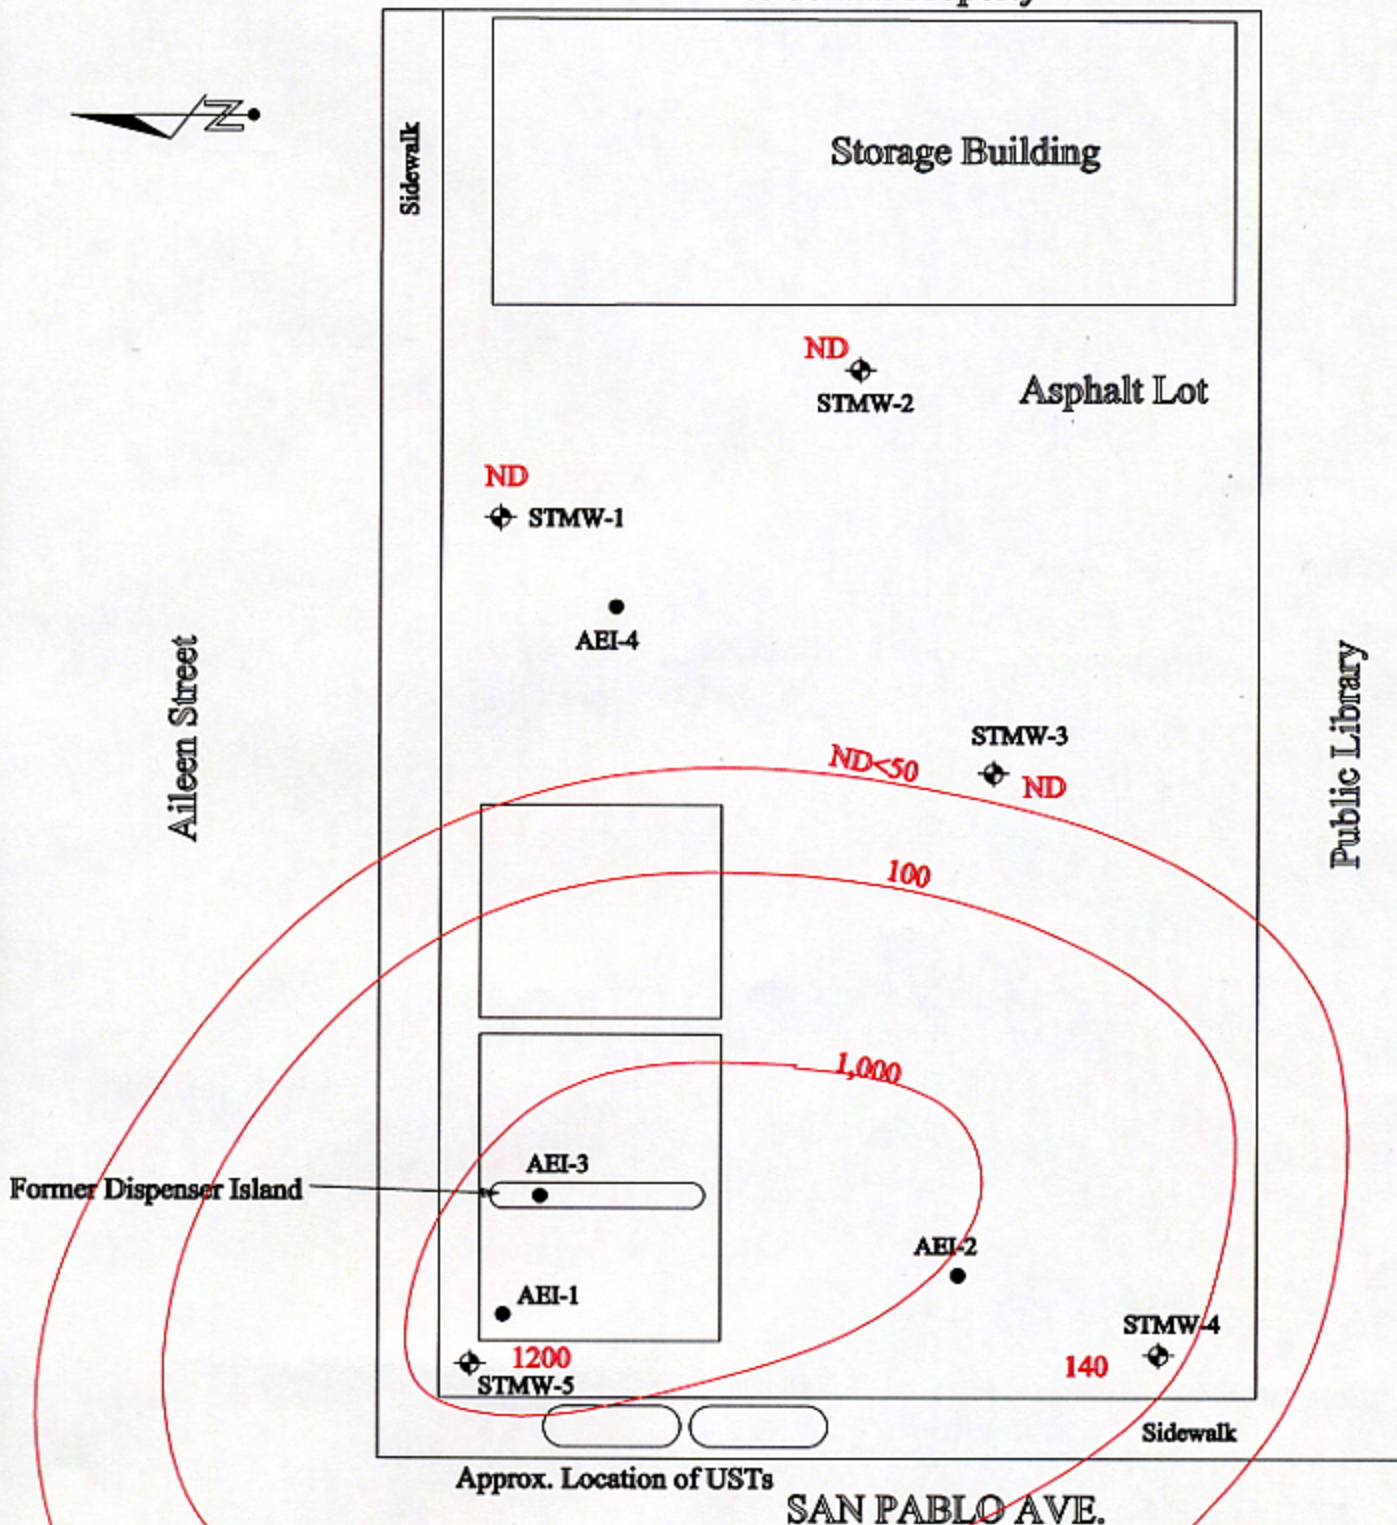 N
Sidewalk
Storage Building
ND
STMW-2
Asphalt Lot
ND
STMW-1
AEI-4
Aileen Street
Public Library
STMW-3
ND<50
ND
100
1,000
AEI-3
Former Dispenser Island
AEI-2
AEI-1
STMW-4
1200
140
STMW-5
Sidewalk
Approx. Location of USTs
SAN PABLO AVE.